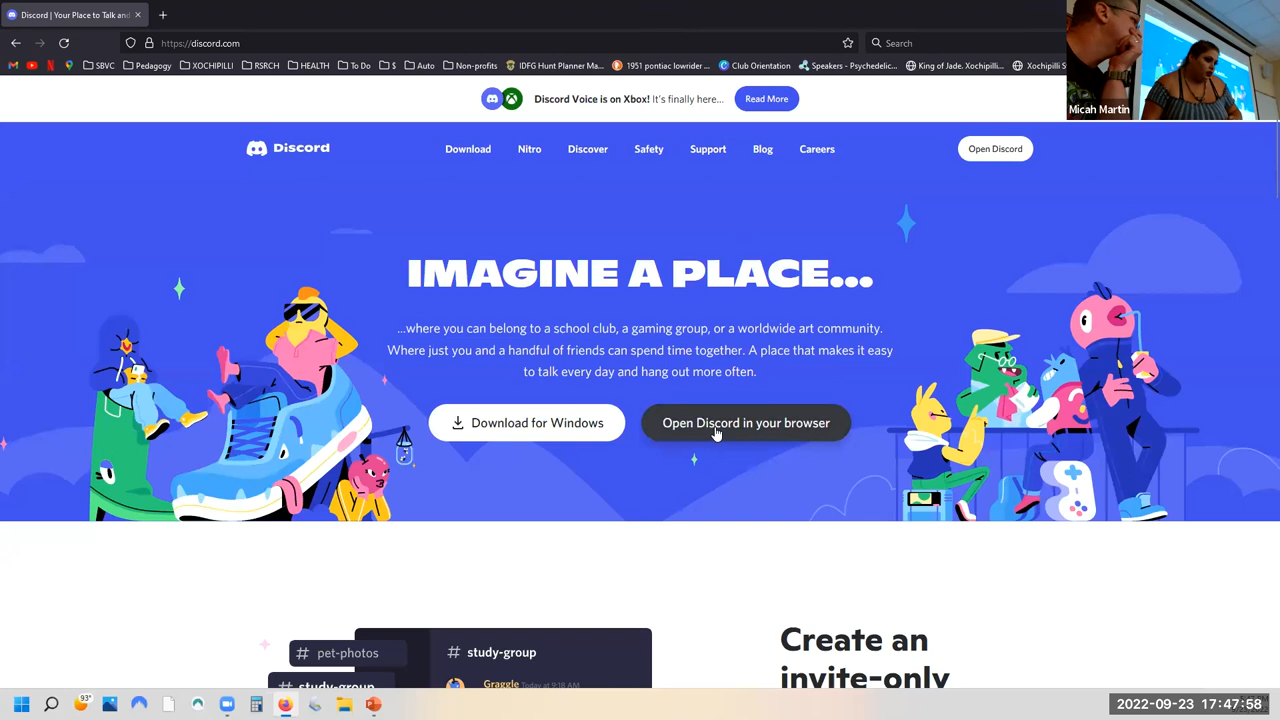 Discord | Your Place to Talk and
https://discord.com
Search
SBVC
Pedagogy
XOCHIPILLI
RSRCH
HEALTH
To Do
$
Auto
Non-profits
IDFG Hunt Planner Ma...
1951 pontiac lowrider ...
Club Orientation
Speakers - Psychedelic...
King of Jade. Xochipilli...
Xochipilli
Micah Martin
Discord Voice is on Xbox! It's finally here...
Read More
Discord
Download
Nitro
Discover
Safety
Support
Blog
Careers
Open Discord
IMAGINE A PLACE...
...where you can belong to a school club, a gaming group, or a worldwide art community.
Where just you and a handful of friends can spend time together. A place that makes it easy
to talk every day and hang out more often.
Download for Windows
Open Discord in your browser
# pet-photos
# study-group
# study-group
Graggle Today at 9:18 AM
Create an
invite-only
93°
2022-09-23 17:47:58